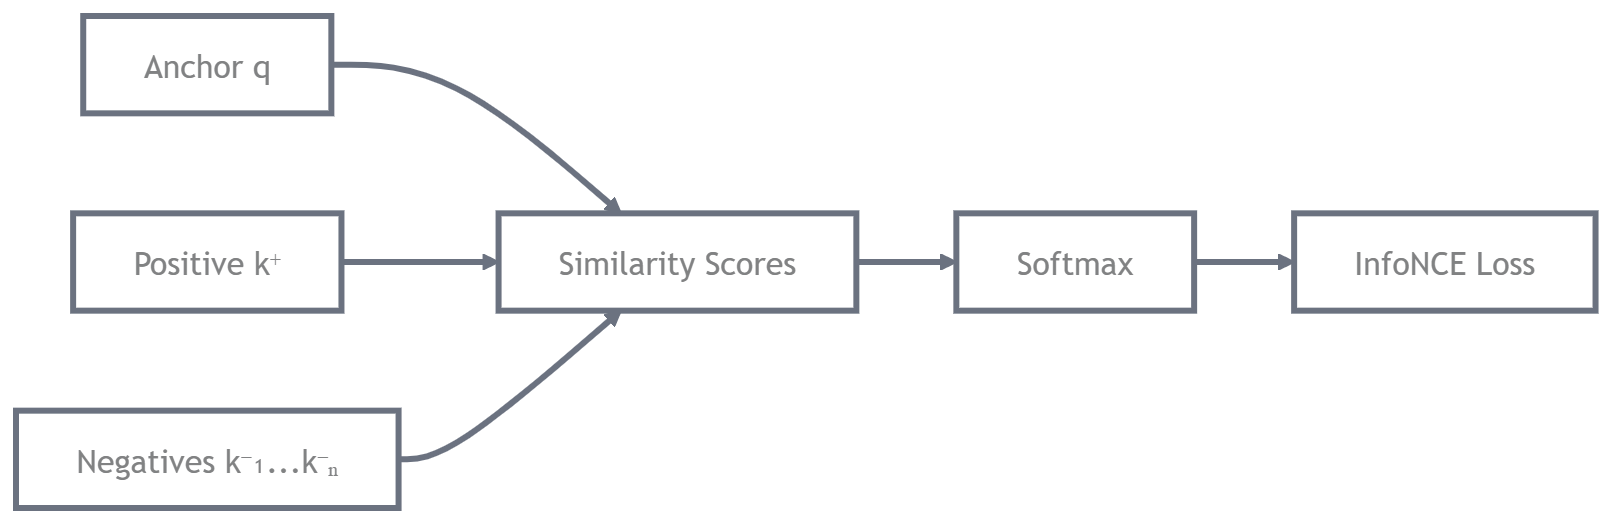 Anchor q
Positive k⁺
Similarity Scores
Softmax
InfoNCE Loss
Negatives k⁻₁...k⁻ₙ